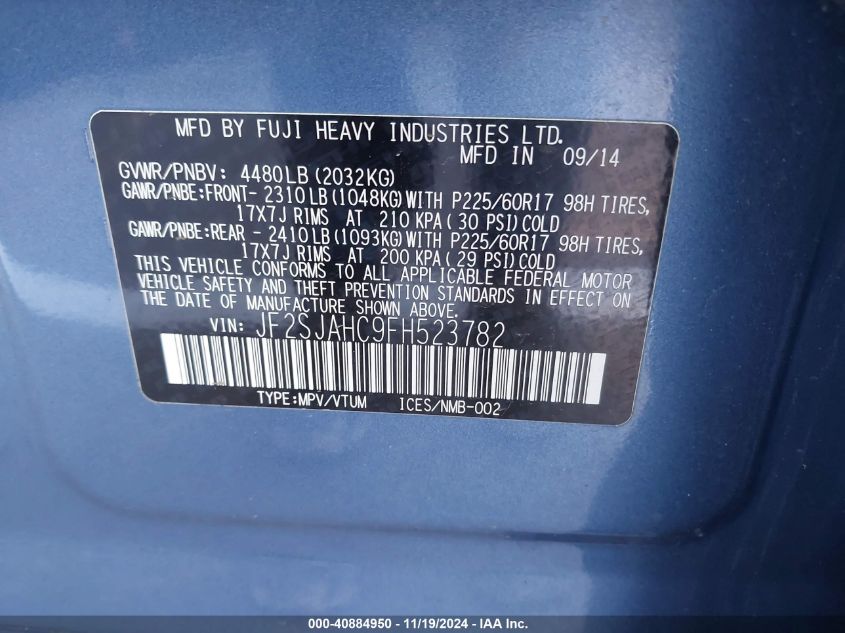 MFD BY FUJI HEAVY INDUSTRIES LTD.
MFD IN 09/14
GVWR/PNBV: 4480LB(2032KG)
GAWR/PNBE:FRONT- 2310LB(1048KG)WITH P225/60R17 98H TIRES,
17X7J RIMS AT 210 KPA( 30 PSI)COLD
GAWR/PNBE:REAR - 2410LB(1093KG)WITH P225/60R17 98H TIRES,
17X7J RIMS AT 200 KPA( 29 PSI)COLD
THIS VEHICLE CONFORMS TO ALL APPLICABLE FEDERAL MOTOR
VEHICLE SAFETY AND THEFT PREVENTION STANDARDS IN EFFECT ON
THE DATE OF MANUFACTURE SHOWN ABOVE.
VIN: JF2SJAHC9FH523782
TYPE:MPV/VTUM ICES/NMB-002
000-40884950 - 11/19/2024 - IAA Inc.